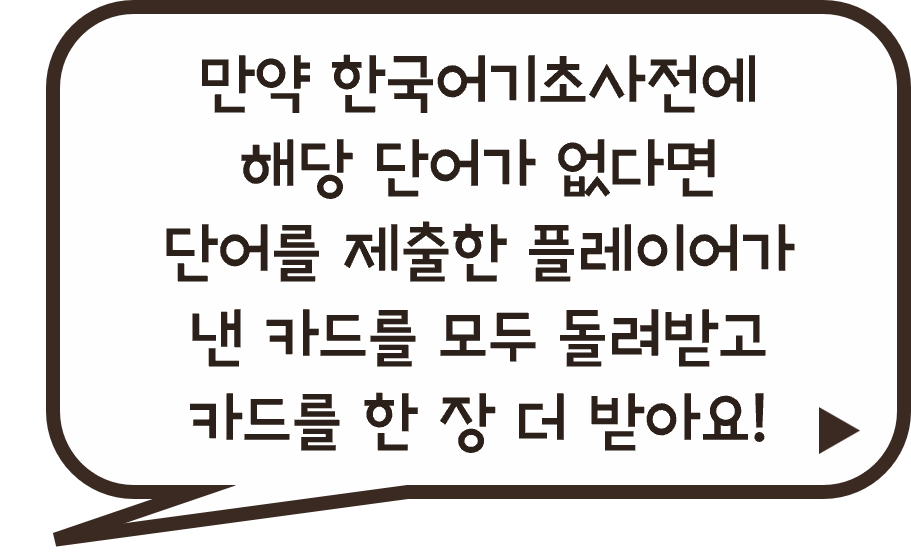 만약 한국어기초사전에
해당 단어가 없다면
단어를 제출한 플레이어가
낸 카드를 모두 돌려받고
카드를 한 장 더 받아요!